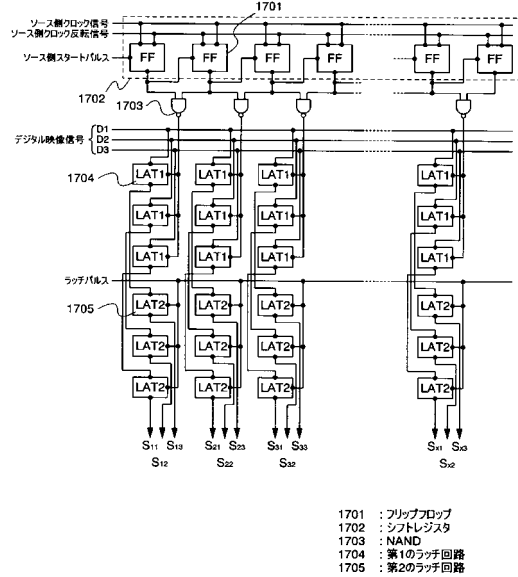 1701
ソース側クロック信号
ソース側クロック反転信号
ソース側スタートパルス
FF FF FF FF FF FF
1702
1703
デジタル映像信号 D1
D2
D3
1704 LAT1 LAT1 LAT1 LAT1
LAT1 LAT1 LAT1 LAT1
LAT1 LAT1 LAT1 LAT1
ラッチパルス
1705 LAT2 LAT2 LAT2 LAT2
LAT2 LAT2 LAT2 LAT2
LAT2 LAT2 LAT2 LAT2
S11 S13 S21 S23 S31 S33 Sx1 Sx3
S12 S22 S32 Sx2
1701 : フリップフロップ
1702 : シフトレジスタ
1703 : NAND
1704 : 第1のラッチ回路
1705 : 第2のラッチ回路